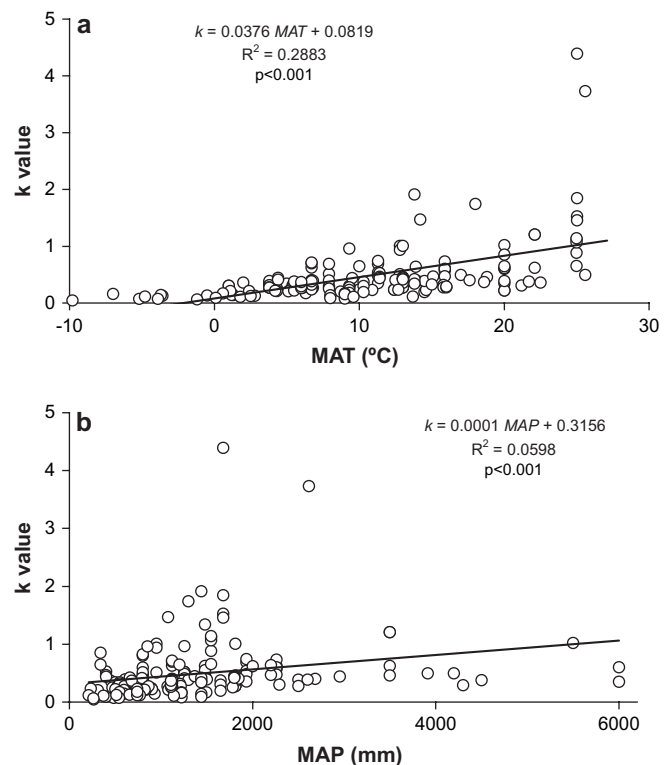 a
k = 0.0376 MAT + 0.0819
R² = 0.2883
p<0.001
5
4
3
2
1
0
k value
-10 0 10 20 30
MAT (ºC)
b
k = 0.0001 MAP + 0.3156
R² = 0.0598
p<0.001
5
4
3
2
1
0
k value
0 2000 4000 6000
MAP (mm)